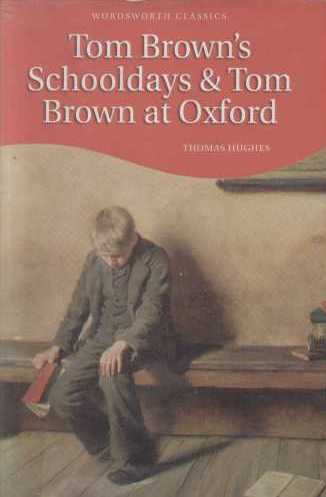 WORDSWORTH CLASSICS
Tom Brown's
Schooldays & Tom
Brown at Oxford
THOMAS HUGHES